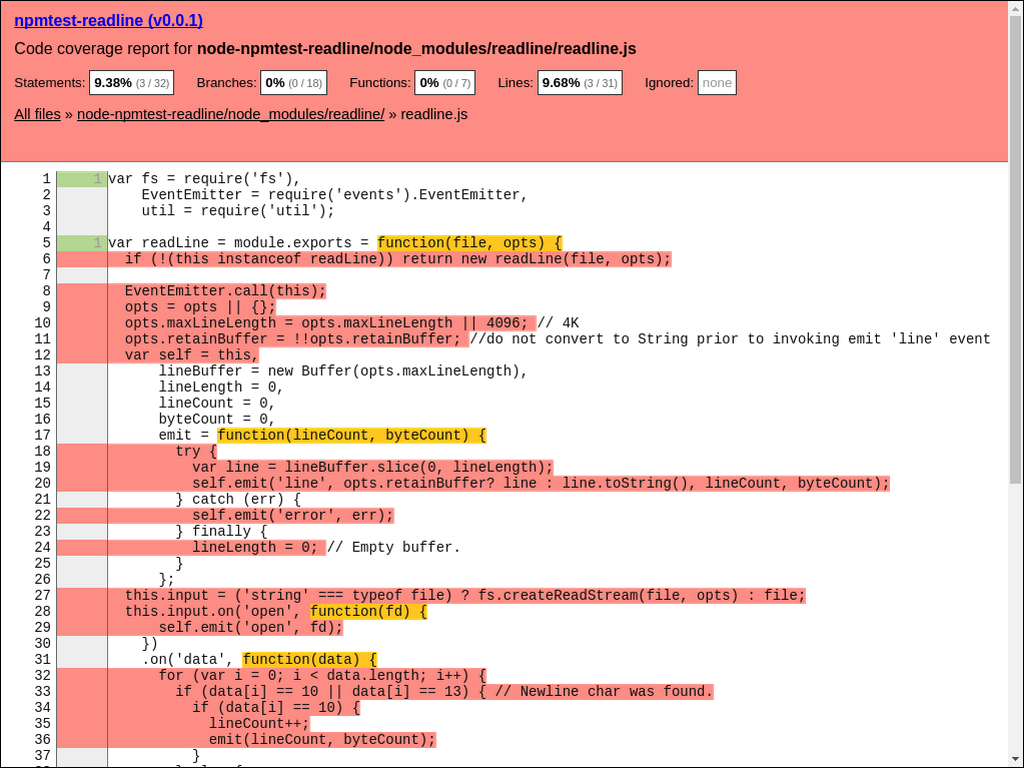 npmtest-readline (v0.0.1)
Code coverage report for node-npmtest-readline/node_modules/readline/readline.js
Statements: 9.38% (3 / 32) Branches: 0% (0 / 18) Functions: 0% (0 / 7) Lines: 9.68% (3 / 31) Ignored: none
All files » node-npmtest-readline/node_modules/readline/ » readline.js
1 1 var fs = require('fs'),
2     EventEmitter = require('events').EventEmitter,
3     util = require('util');
4
5 1 var readLine = module.exports = function(file, opts) {
6   if (!(this instanceof readLine)) return new readLine(file, opts);
7
8   EventEmitter.call(this);
9   opts = opts || {};
10   opts.maxLineLength = opts.maxLineLength || 4096; // 4K
11   opts.retainBuffer = !!opts.retainBuffer; //do not convert to String prior to invoking emit 'line' event
12   var self = this,
13       lineBuffer = new Buffer(opts.maxLineLength),
14       lineLength = 0,
15       lineCount = 0,
16       byteCount = 0,
17       emit = function(lineCount, byteCount) {
18         try {
19           var line = lineBuffer.slice(0, lineLength);
20           self.emit('line', opts.retainBuffer? line : line.toString(), lineCount, byteCount);
21         } catch (err) {
22           self.emit('error', err);
23         } finally {
24           lineLength = 0; // Empty buffer.
25         }
26       };
27   this.input = ('string' === typeof file) ? fs.createReadStream(file, opts) : file;
28   this.input.on('open', function(fd) {
29       self.emit('open', fd);
30     })
31     .on('data', function(data) {
32       for (var i = 0; i < data.length; i++) {
33         if (data[i] == 10 || data[i] == 13) { // Newline char was found.
34           if (data[i] == 10) {
35             lineCount++;
36             emit(lineCount, byteCount);
37           }